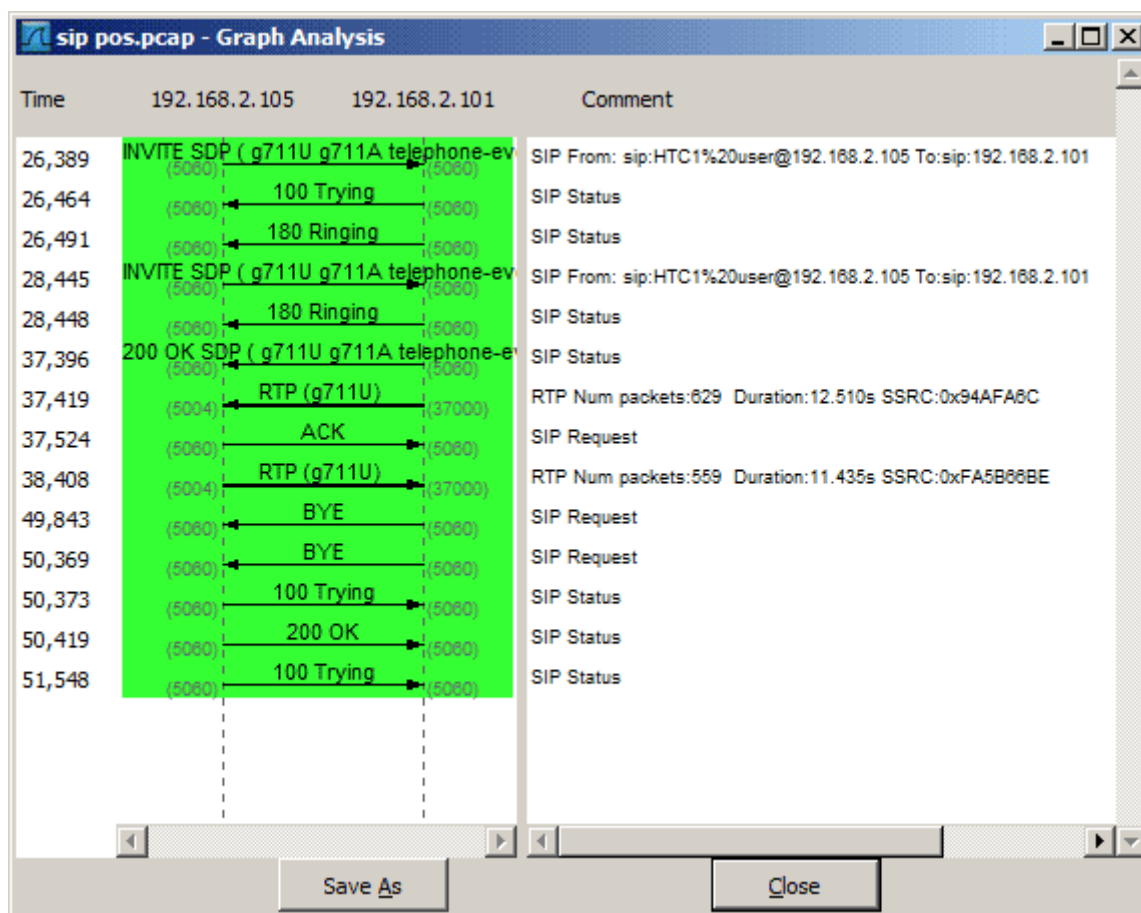 sip pos.pcap - Graph Analysis
Time 192.168.2.105 192.168.2.101 Comment
26,389 INVITE SDP ( g711U g711A telephone-ev (5060) (5060) SIP From: sip:HTC1%20user@192.168.2.105 To:sip:192.168.2.101
26,464 100 Trying (5060) (5060) SIP Status
26,491 180 Ringing (5060) (5060) SIP Status
28,445 INVITE SDP ( g711U g711A telephone-ev (5060) (5060) SIP From: sip:HTC1%20user@192.168.2.105 To:sip:192.168.2.101
28,448 180 Ringing (5060) (5060) SIP Status
37,396 200 OK SDP ( g711U g711A telephone-ev (5060) (5060) SIP Status
37,419 RTP (g711U) (5004) (37000) RTP Num packets:629 Duration:12.510s SSRC:0x94AFA6C
37,524 ACK (5060) (5060) SIP Request
38,408 RTP (g711U) (5004) (37000) RTP Num packets:559 Duration:11.435s SSRC:0xFA5B66BE
49,843 BYE (5060) (5060) SIP Request
50,369 BYE (5060) (5060) SIP Request
50,373 100 Trying (5060) (5060) SIP Status
50,419 200 OK (5060) (5060) SIP Status
51,548 100 Trying (5060) (5060) SIP Status
Save As Close